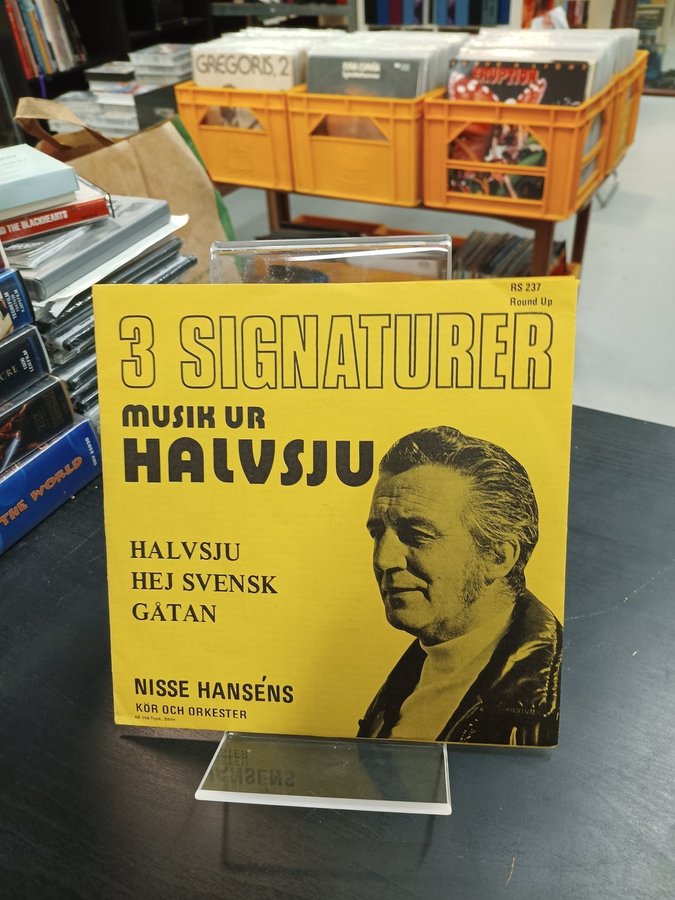 GREGORIS, 2
ERUPTION
D THE BLACKHEARTS
THE WORLD
RS 237
Round Up
3 SIGNATURER
MUSIK UR
HALVSJU
HALVSJU
HEJ SVENSK
GÅTAN
NISSE HANSÉNS
KÖR OCH ORKESTER